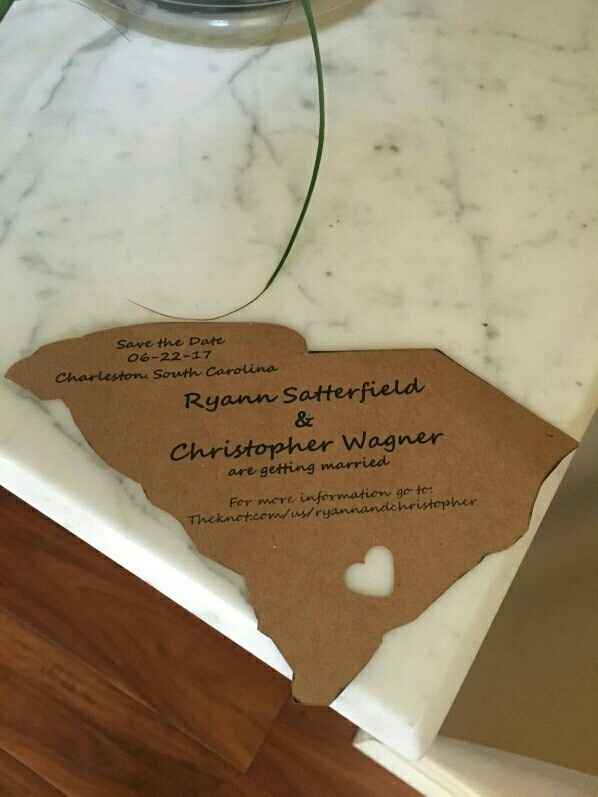 Save the Date
06-22-17
Charleston, South Carolina
Ryann Satterfield
&
Christopher Wagner
are getting married
For more information go to:
Theknot.com/us/ryannandchristopher